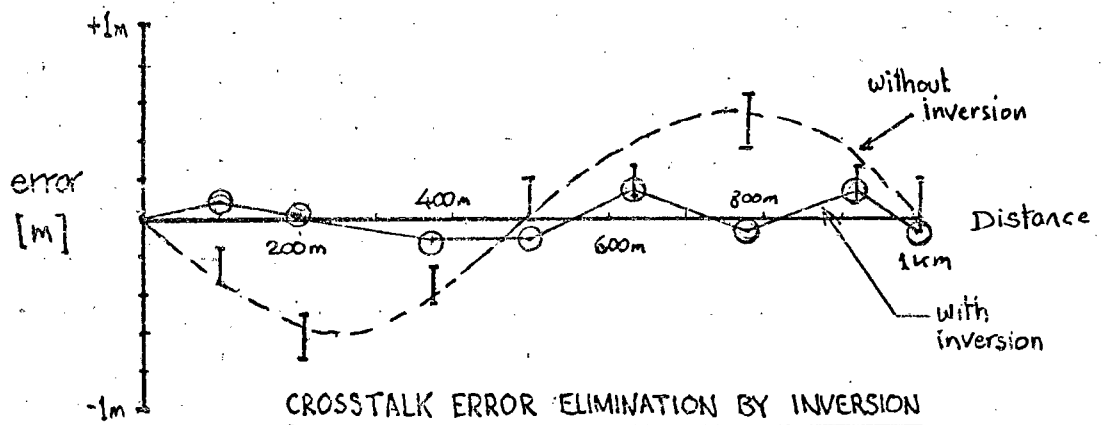 +1m
without
inversion
error
[m]
400m
800m
Distance
200m
600m
1Km
with
inversion
-1m
CROSSTALK ERROR ELIMINATION BY INVERSION